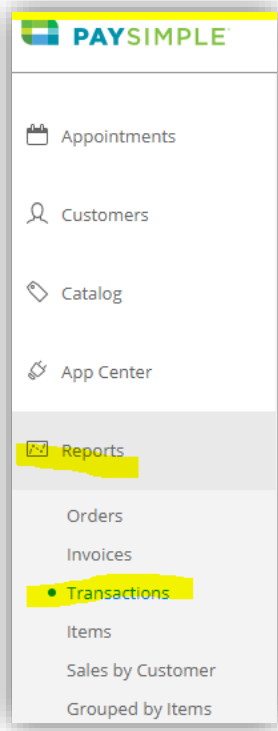 PAYSIMPLE
Appointments
Customers
Catalog
App Center
Reports
Orders
Invoices
Transactions
Items
Sales by Customer
Grouped by Items